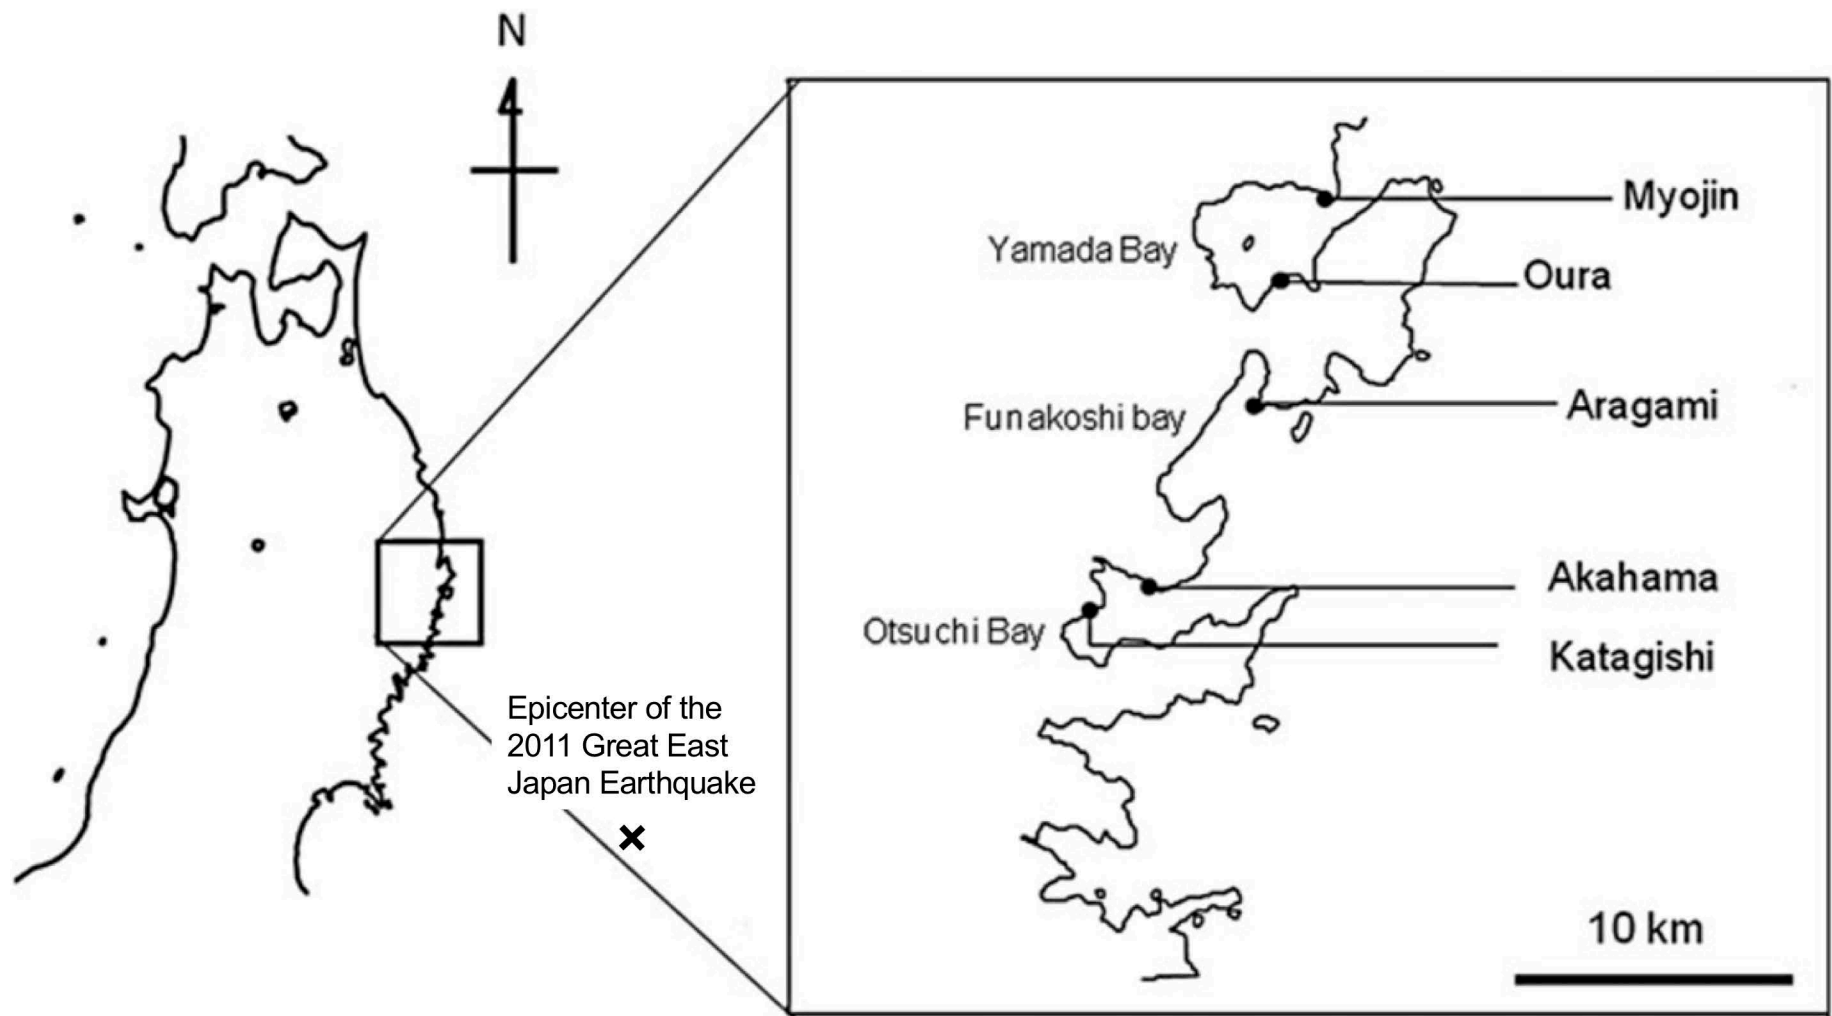 N
Epicenter of the
2011 Great East
Japan Earthquake
Myojin
Yamada Bay
Oura
Funakoshi bay
Aragami
Akahama
Otsuchi Bay
Katagishi
10 km